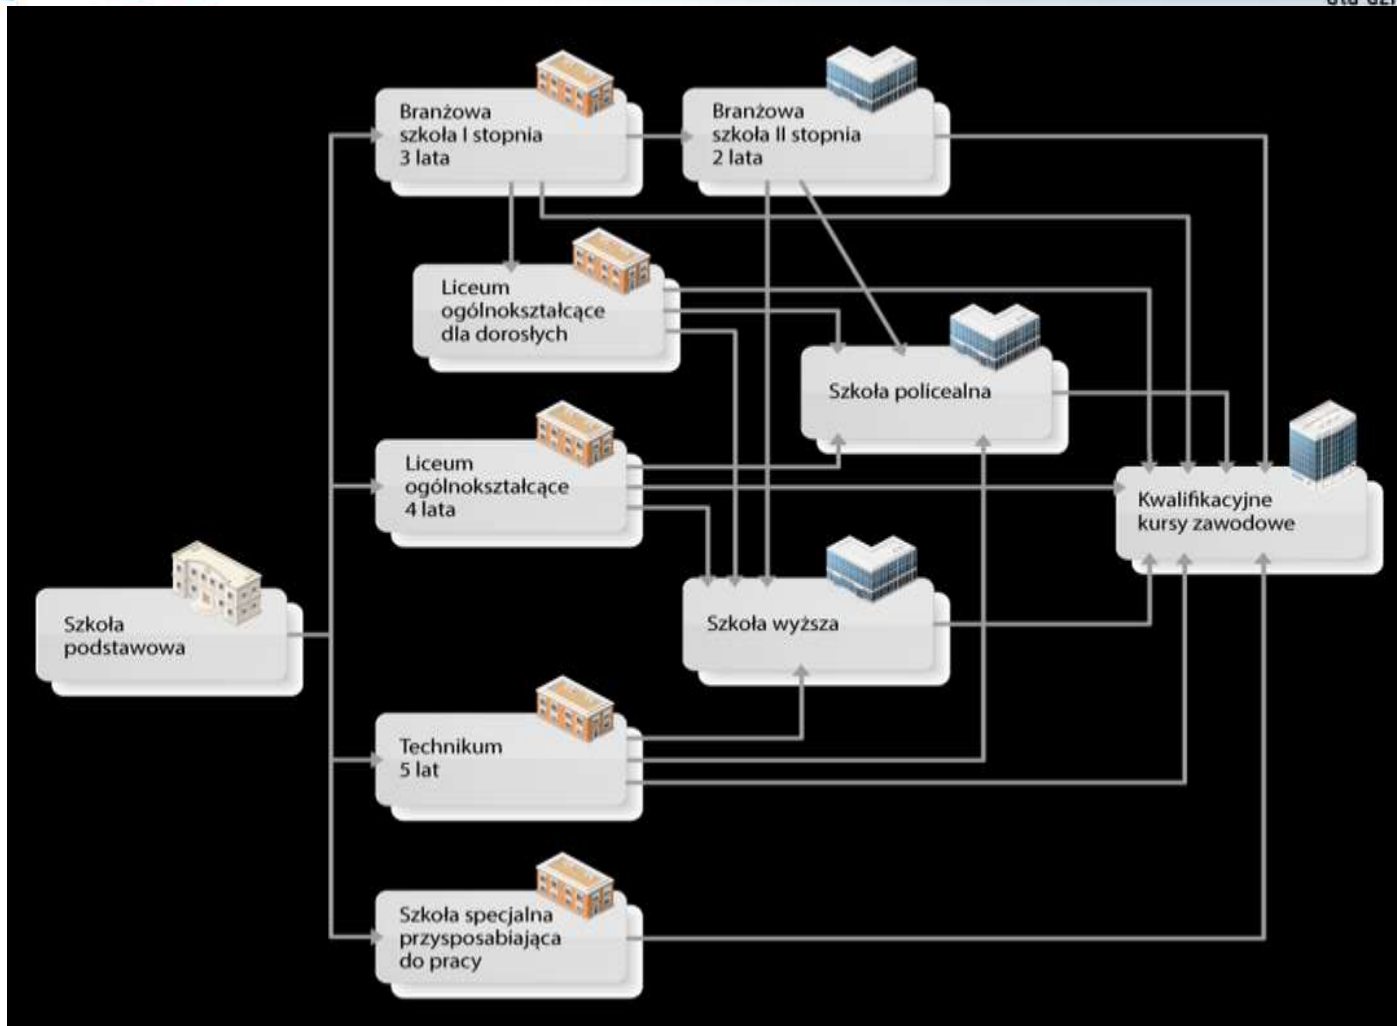 Branżowa
szkoła I stopnia
3 lata
Branżowa
szkoła II stopnia
2 lata
Liceum
ogólnokształcące
dla dorosłych
Szkoła policealna
Liceum
ogólnokształcące
4 lata
Kwalifikacyjne
kursy zawodowe
Szkoła
podstawowa
Szkoła wyższa
Technikum
5 lat
Szkoła specjalna
przysposabiająca
do pracy